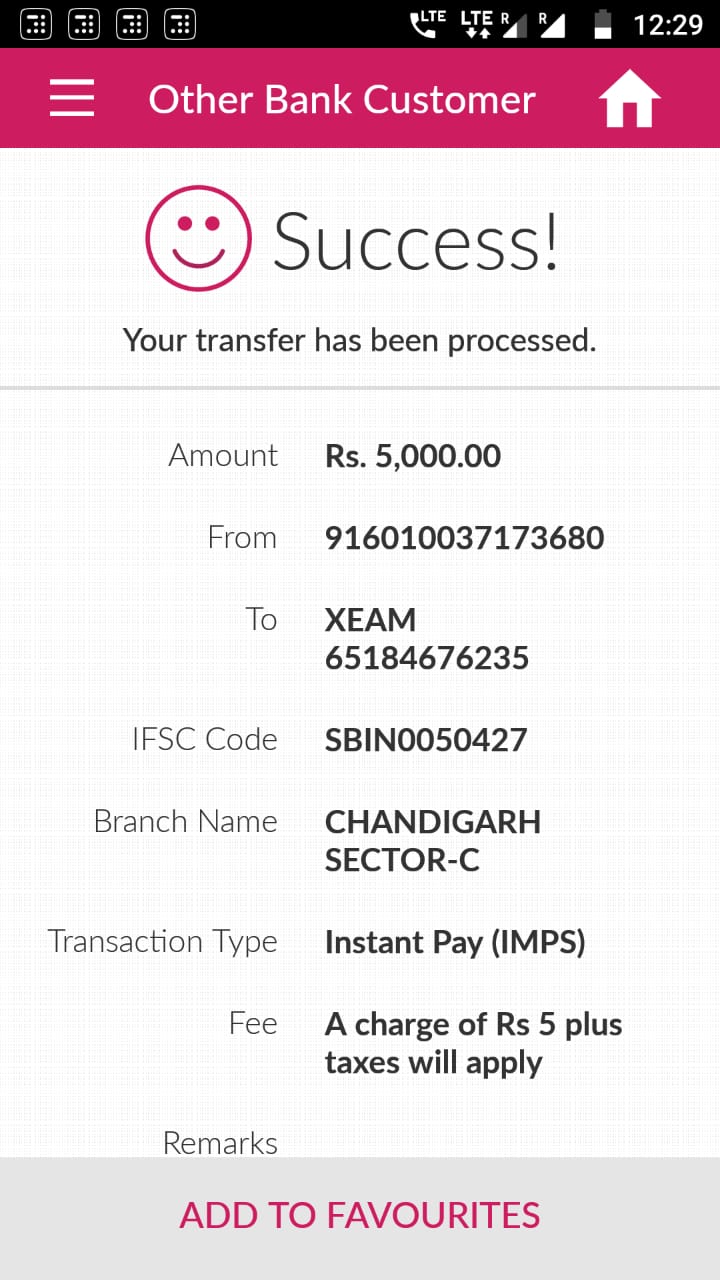 LTE LTE R R 12:29
Other Bank Customer
Success!
Your transfer has been processed.
Amount Rs. 5,000.00
From 916010037173680
To XEAM
65184676235
IFSC Code SBIN0050427
Branch Name CHANDIGARH
SECTOR-C
Transaction Type Instant Pay (IMPS)
Fee A charge of Rs 5 plus
taxes will apply
Remarks
ADD TO FAVOURITES